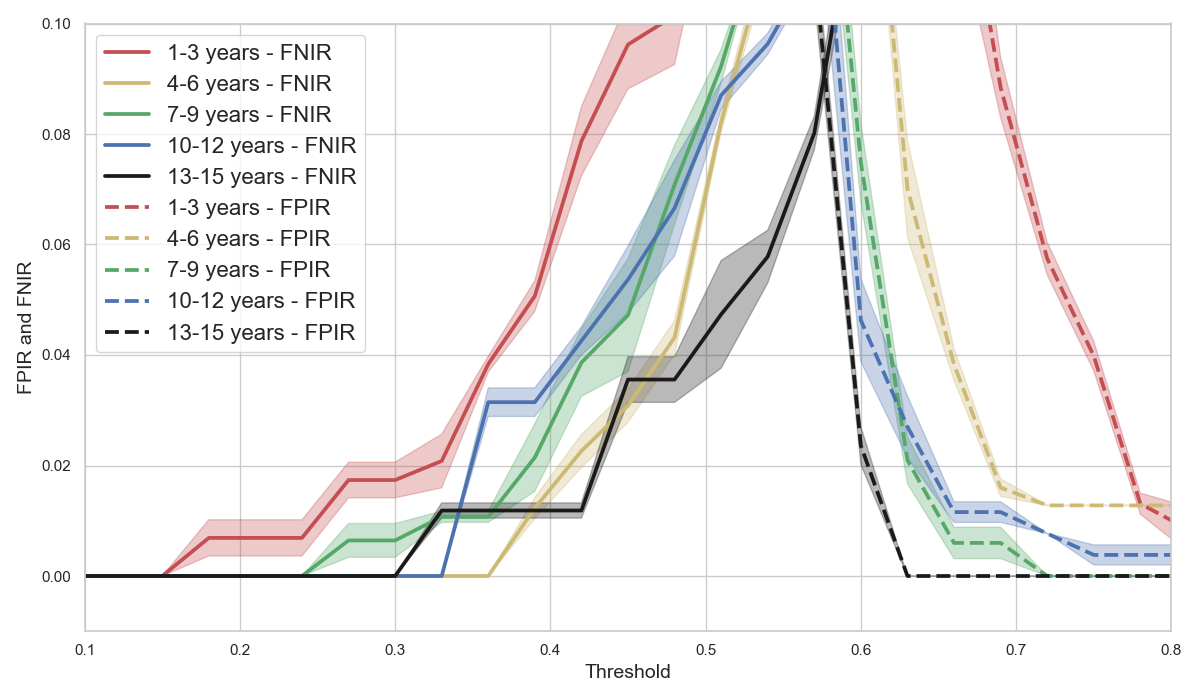 0.10
0.08
0.06
0.04
0.02
0.00
FPIR and FNIR
1-3 years - FNIR
4-6 years - FNIR
7-9 years - FNIR
10-12 years - FNIR
13-15 years - FNIR
1-3 years - FPIR
4-6 years - FPIR
7-9 years - FPIR
10-12 years - FPIR
13-15 years - FPIR
0.1 0.2 0.3 0.4 0.5 0.6 0.7 0.8
Threshold